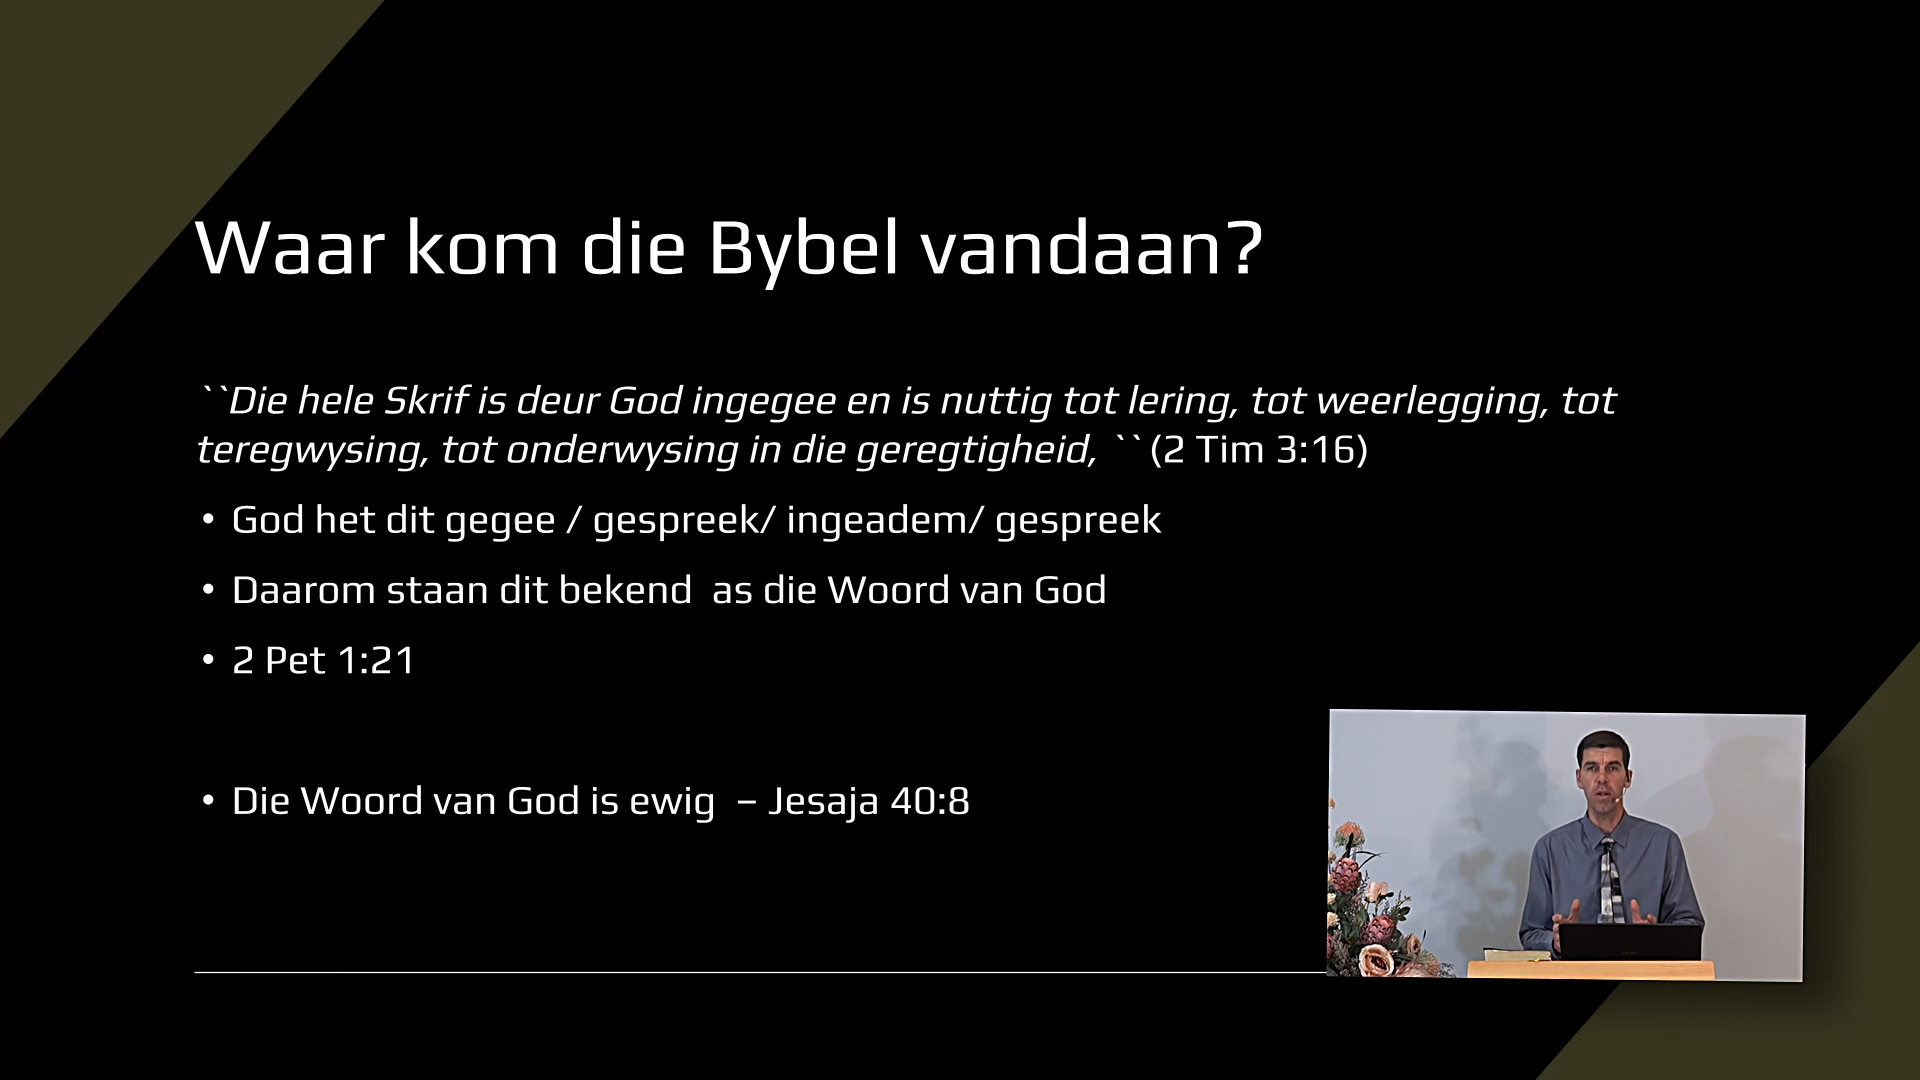 Waar kom die Bybel vandaan?
``Die hele Skrif is deur God ingegee en is nuttig tot lering, tot weerlegging, tot
teregwysing, tot onderwysing in die geregtigheid, `` (2 Tim 3:16)
• God het dit gegee / gespreek/ ingeadem/ gespreek
• Daarom staan dit bekend  as die Woord van God
• 2 Pet 1:21
• Die Woord van God is ewig  – Jesaja 40:8